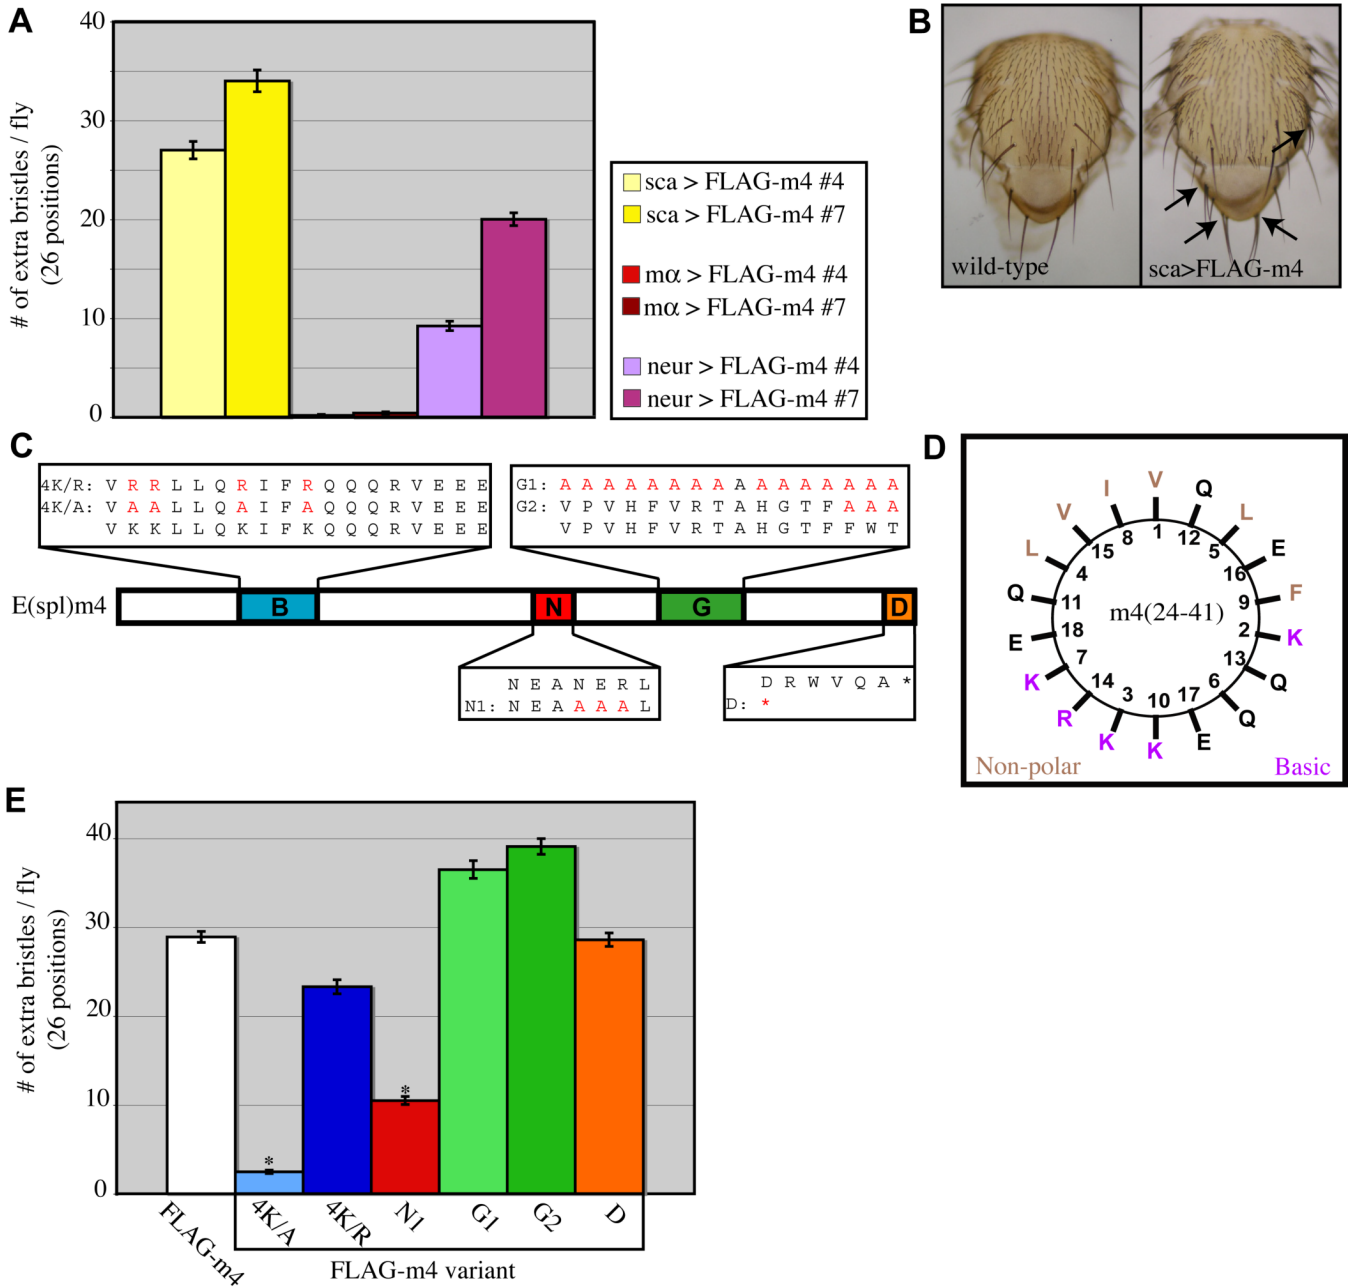 A
40
30
20
10
0
# of extra bristles / fly
(26 positions)
sca > FLAG-m4 #4
sca > FLAG-m4 #7
mα > FLAG-m4 #4
mα > FLAG-m4 #7
neur > FLAG-m4 #4
neur > FLAG-m4 #7
B
wild-type
sca>FLAG-m4
C
4K/R: V R R L L Q R I F R Q Q Q R V E E E
4K/A: V A A L L Q A I F A Q Q Q R V E E E
V K K L L Q K I F K Q Q Q R V E E E
G1: A A A A A A A A A A A A A A A A
G2: V P V H F V R T A H G T F A A A
V P V H F V R T A H G T F F W T
E(spl)m4
B
N
G
D
N E A N E R L
N1: N E A A A A L
D R W V Q A *
D: *
D
V
Q
L
E
F
K
Q
Q
E
K
K
R
K
E
Q
L
V
I
1
12
5
16
9
2
13
6
17
10
3
14
7
18
11
4
15
8
m4(24-41)
Non-polar
Basic
E
40
30
20
10
0
# of extra bristles / fly
(26 positions)
*
*
FLAG-m4
4K/A
4K/R
N1
G1
G2
D
FLAG-m4 variant